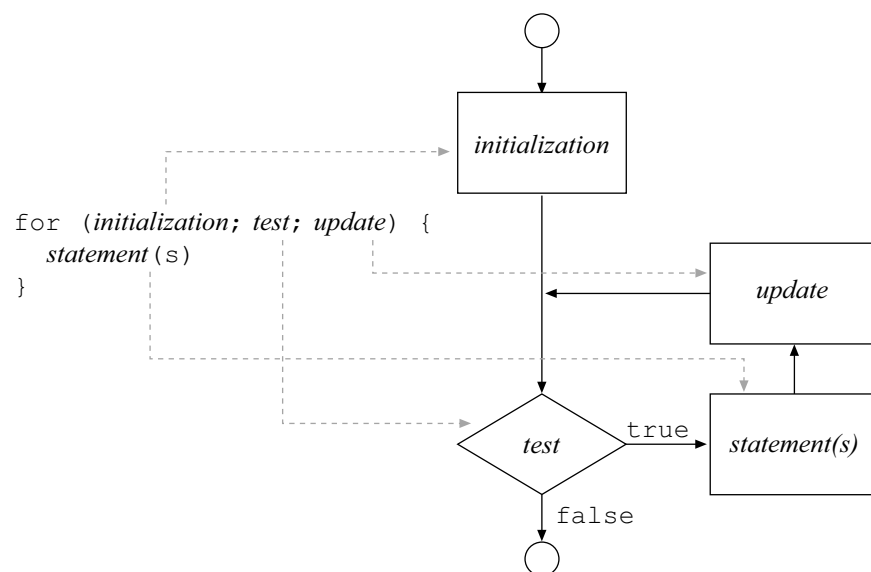 initialization
for (initialization; test; update) {
statement(s)
}
update
test
true
statement(s)
false